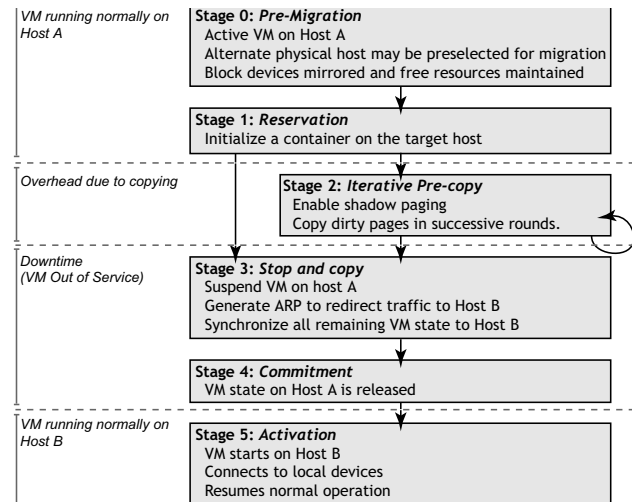 VM running normally on
Host A
Stage 0: Pre-Migration
Active VM on Host A
Alternate physical host may be preselected for migration
Block devices mirrored and free resources maintained
Stage 1: Reservation
Initialize a container on the target host
Overhead due to copying
Stage 2: Iterative Pre-copy
Enable shadow paging
Copy dirty pages in successive rounds.
Downtime
(VM Out of Service)
Stage 3: Stop and copy
Suspend VM on host A
Generate ARP to redirect traffic to Host B
Synchronize all remaining VM state to Host B
Stage 4: Commitment
VM state on Host A is released
VM running normally on
Host B
Stage 5: Activation
VM starts on Host B
Connects to local devices
Resumes normal operation